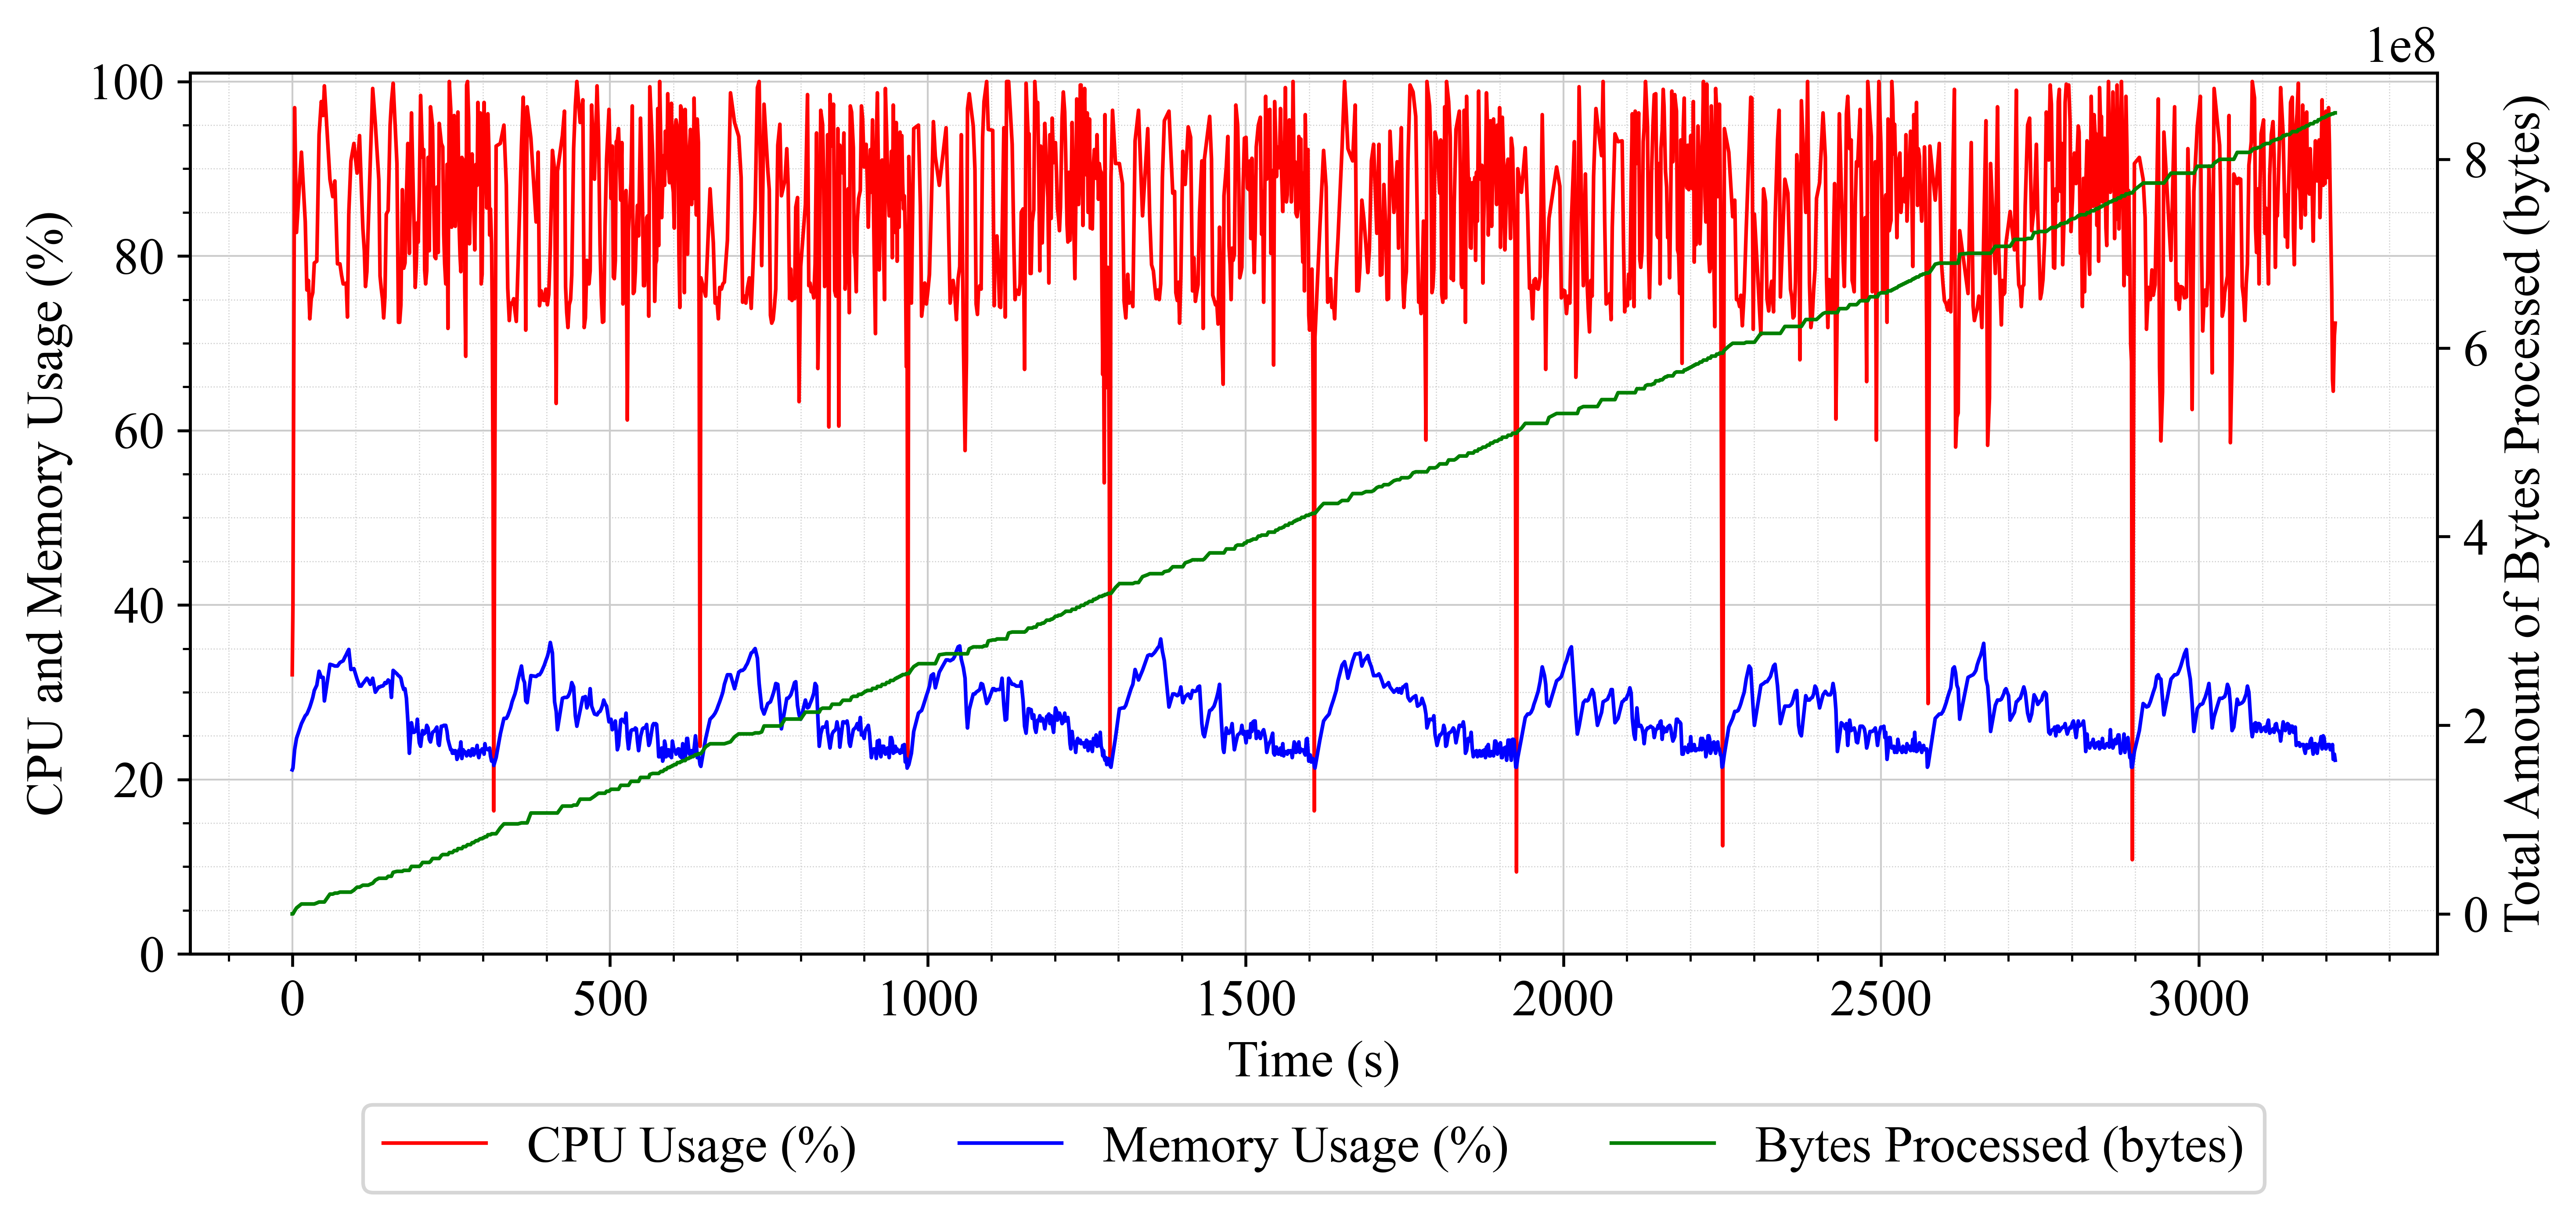 1e8
100
80
60
40
20
0
CPU and Memory Usage (%)
8
6
4
2
0
Total Amount of Bytes Processed (bytes)
0 500 1000 1500 2000 2500 3000
Time (s)
CPU Usage (%) Memory Usage (%) Bytes Processed (bytes)